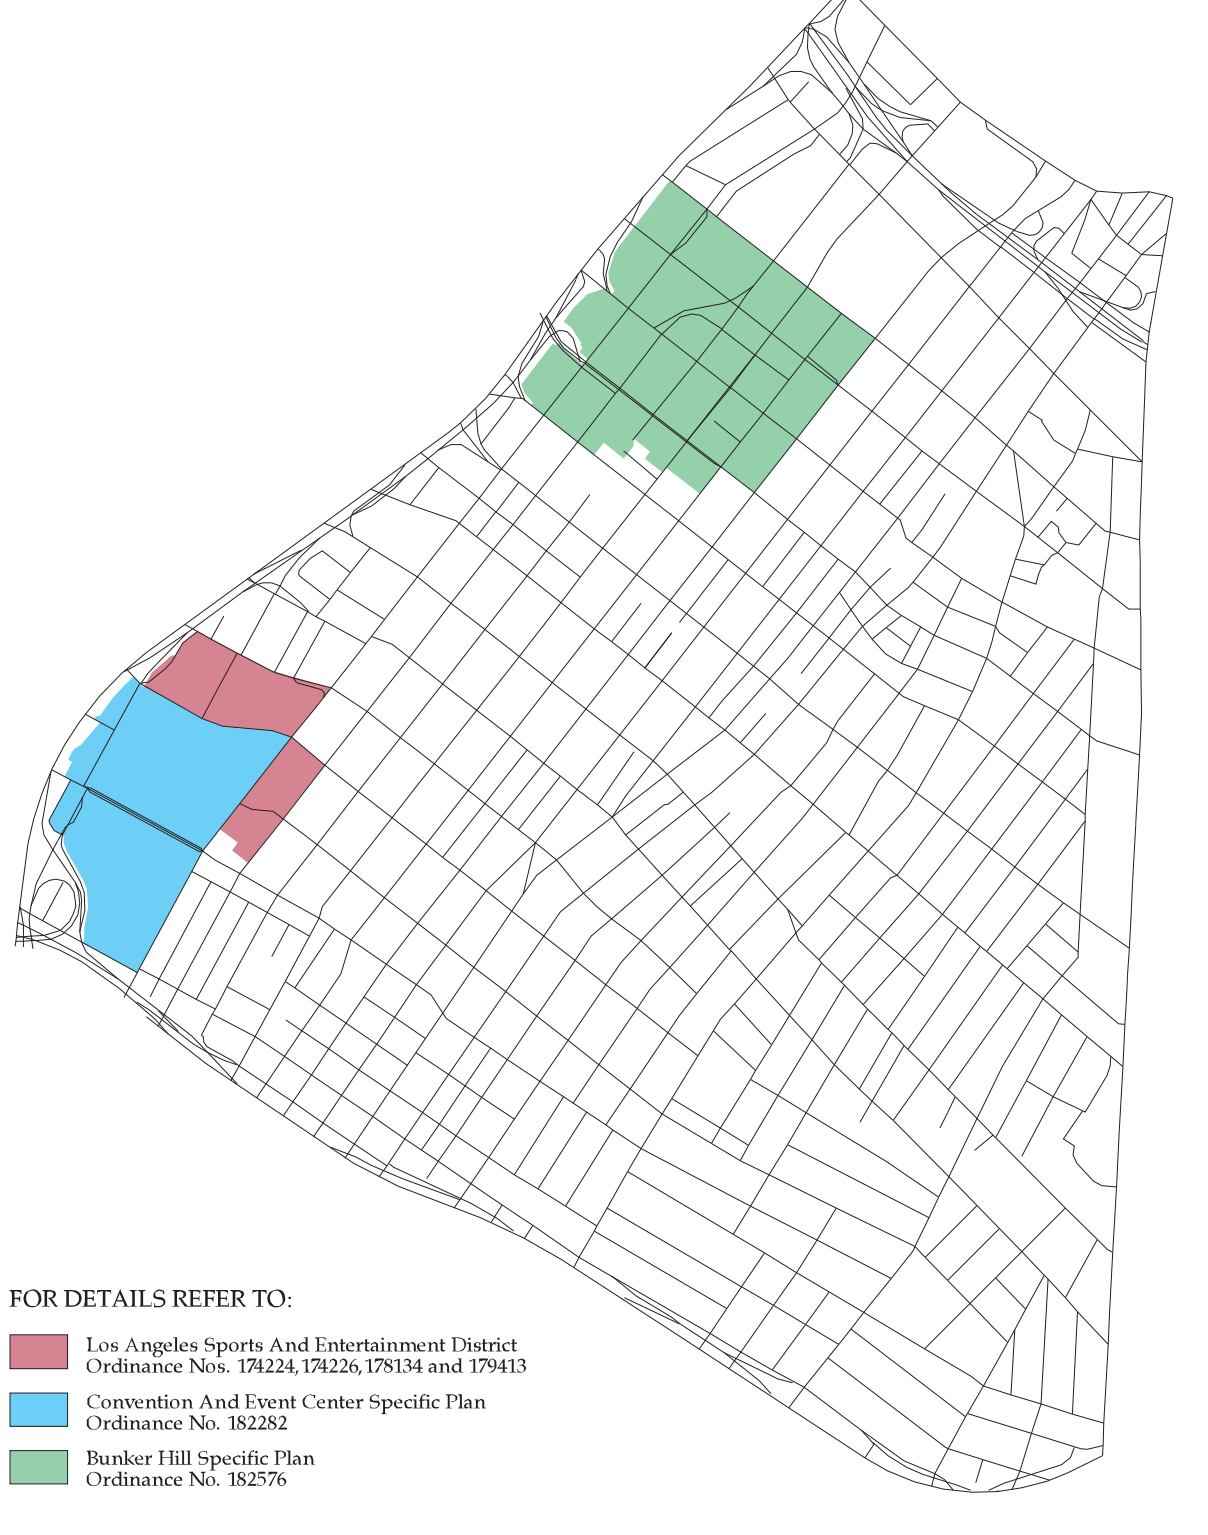 FOR DETAILS REFER TO:
Los Angeles Sports And Entertainment District
Ordinance Nos. 174224, 174226, 178134 and 179413
Convention And Event Center Specific Plan
Ordinance No. 182282
Bunker Hill Specific Plan
Ordinance No. 182576